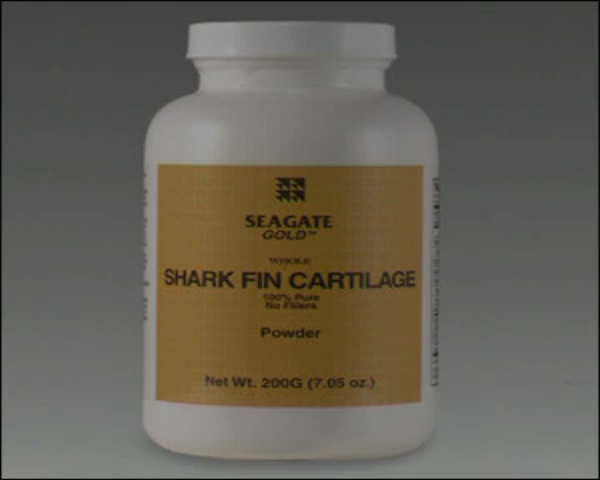 SEAGATE
GOLD™
WHOLE
SHARK FIN CARTILAGE
100% Pure
No Fillers
Powder
Net Wt. 200G (7.05 oz.)